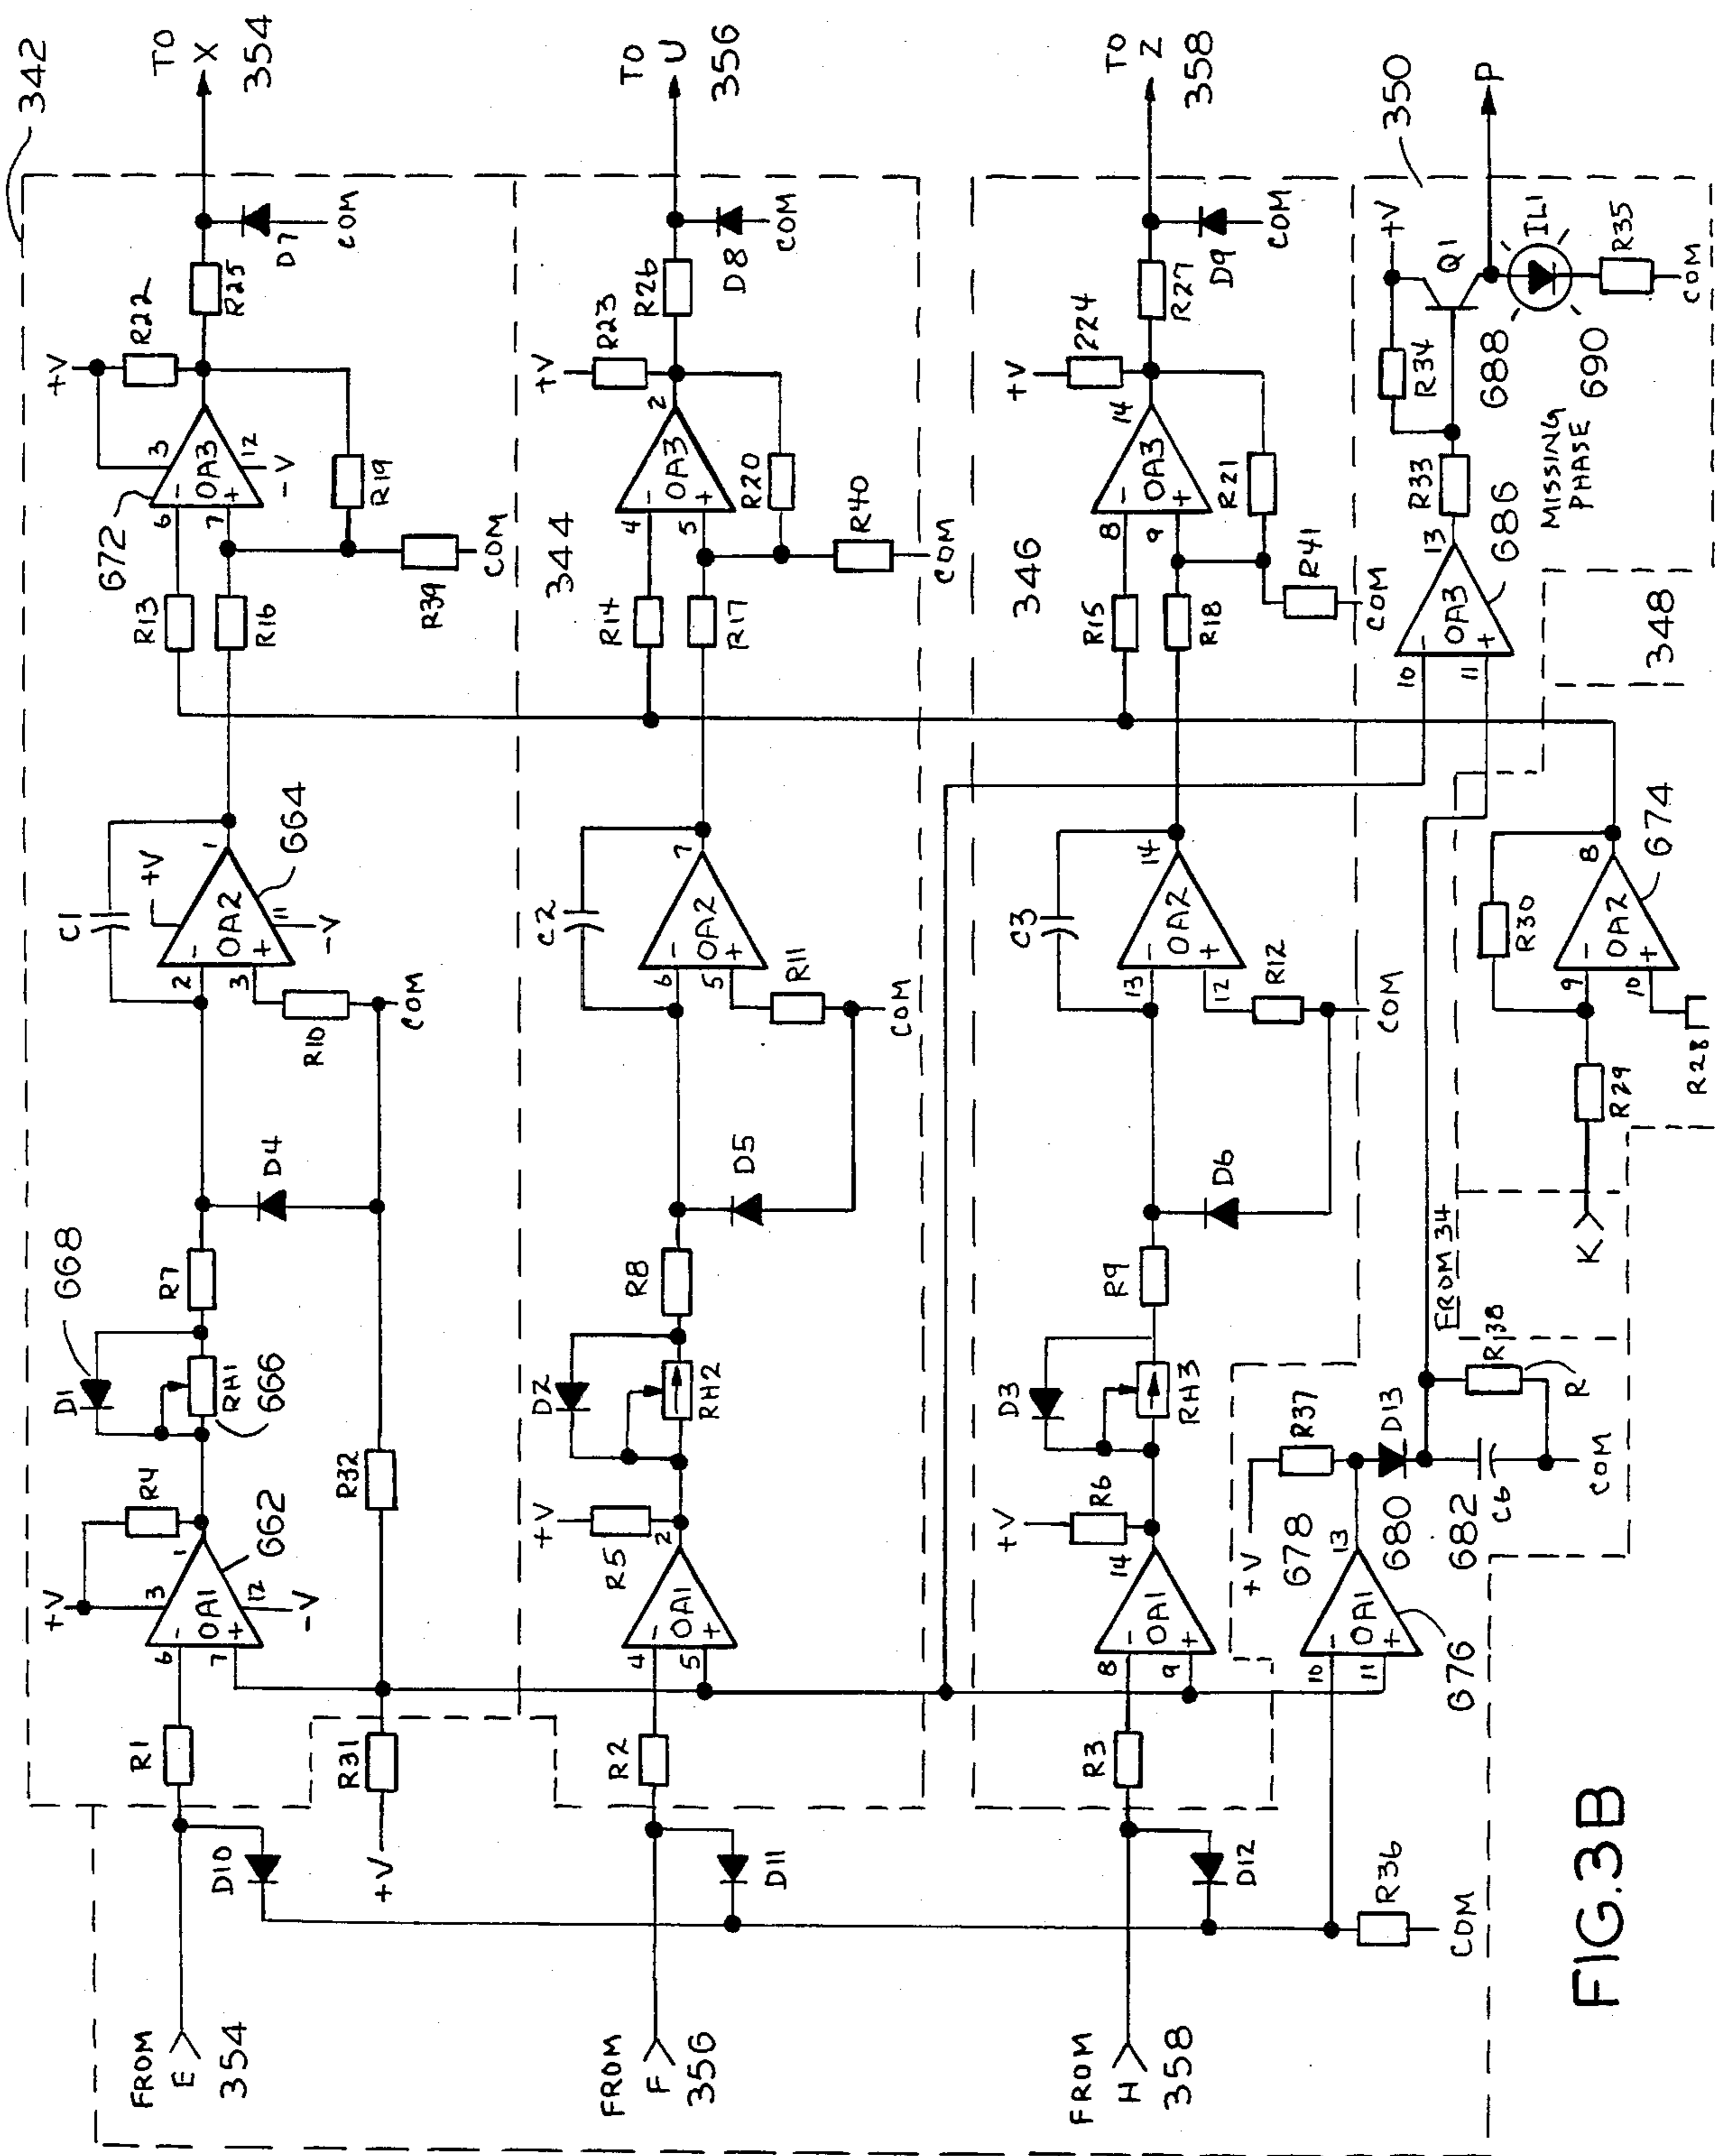 342
TO
X
354
TO
U
356
TO
Z
358
350
P
D7
COM
D8
COM
D9
COM
+V
Q1
IL1
R35
COM
R22
R25
+V
R23
R26
+V
224
R27
+V
R34
688
690
MISSING
PHASE
672
6
7
3
12
-
+
OA3
-V
R19
R39
COM
R13
R16
344
4
5
2
-
+
OA3
R20
R40
COM
R14
R17
346
8
9
14
-
+
OA3
R21
R41
COM
R15
R18
10
11
13
-
+
OA3
R33
686
348
C1
+V
1
664
2
3
11
-
+
OA2
-V
R10
COM
C2
7
6
5
-
+
OA2
R11
COM
C3
14
13
12
-
+
OA2
R12
COM
R30
8
674
9
10
-
+
OA2
R28
R29
K
FROM 34
668
D1
R7
D4
RH1
666
D2
R8
D5
RH2
D3
R9
D6
RH3
R4
+V
1
662
3
12
6
7
-
+
OA1
-V
R32
+V
R5
2
4
5
-
+
OA1
+V
R6
14
8
9
-
+
OA1
+V
R37
678
D13
680
682
C6
R38
R
COM
13
10
11
-
+
OA1
676
R1
R31
+V
R2
R3
D10
D11
D12
R36
COM
FROM
E
354
FROM
F
356
FROM
H
358
FIG.3B